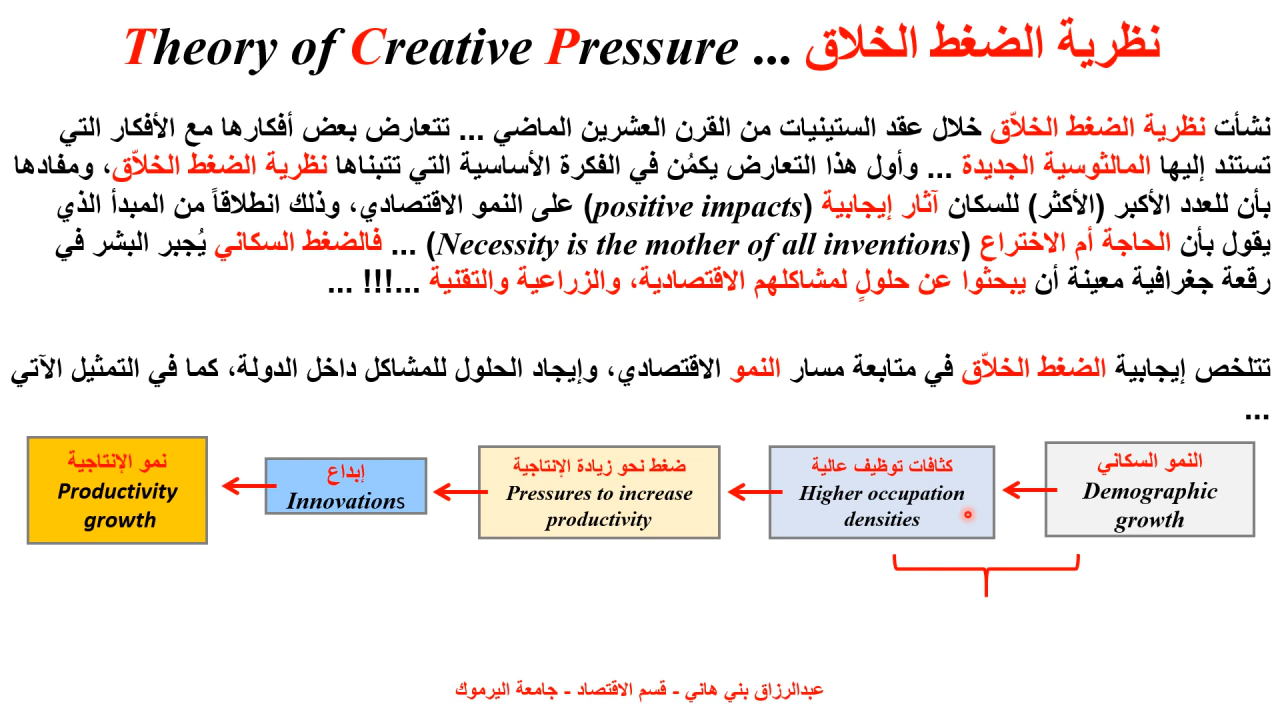 نظرية الضغط الخلاق ... Theory of Creative Pressure
نشأت نظرية الضغط الخلاّق خلال عقد الستينيات من القرن العشرين الماضي ... تتعارض بعض أفكارها مع الأفكار التي
تستند إليها المالثوسية الجديدة ... وأول هذا التعارض يكمُن في الفكرة الأساسية التي تتبناها نظرية الضغط الخلاّق، ومفادها
بأن للعدد الأكبر (الأكثر) للسكان آثار إيجابية (positive impacts) على النمو الاقتصادي، وذلك انطلاقاً من المبدأ الذي
يقول بأن الحاجة أم الاختراع (Necessity is the mother of all inventions) ... فالضغط السكاني يُجبر البشر في
رقعة جغرافية معينة أن يبحثوا عن حلولٍ لمشاكلهم الاقتصادية، والزراعية والتقنية ...!!! ...
تتلخص إيجابية الضغط الخلاّق في متابعة مسار النمو الاقتصادي، وإيجاد الحلول للمشاكل داخل الدولة، كما في التمثيل الآتي
...
النمو السكاني
Demographic
growth
كثافات توظيف عالية
Higher occupation
densities
ضغط نحو زيادة الإنتاجية
Pressures to increase
productivity
إبداع
Innovations
نمو الإنتاجية
Productivity
growth
عبدالرزاق بني هاني - قسم الاقتصاد - جامعة اليرموك